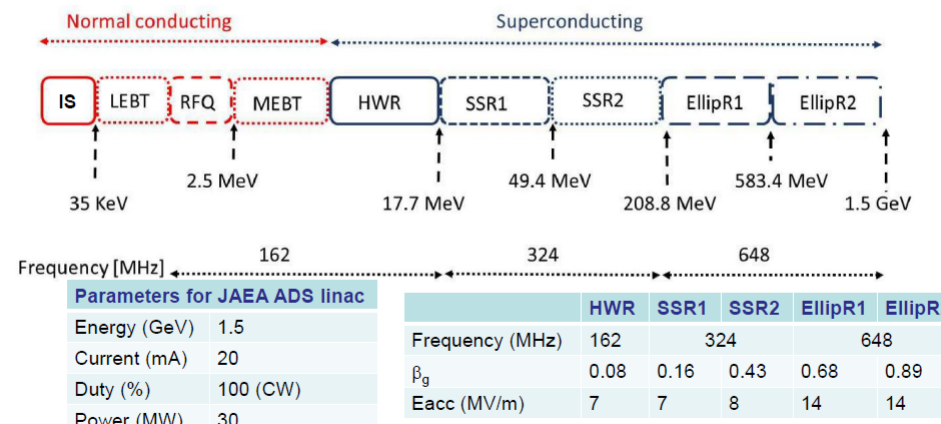 Normal conducting Superconducting
IS LEBT RFQ MEBT HWR SSR1 SSR2 EllipR1 EllipR2
2.5 MeV 49.4 MeV 583.4 MeV
35 KeV 17.7 MeV 208.8 MeV 1.5 GeV
Frequency [MHz] 162 324 648
Parameters for JAEA ADS linac
Energy (GeV) 1.5
Current (mA) 20
Duty (%) 100 (CW)
Power (MW) 30
HWR SSR1 SSR2 EllipR1 EllipR
Frequency (MHz) 162 324 648
βg 0.08 0.16 0.43 0.68 0.89
Eacc (MV/m) 7 7 8 14 14